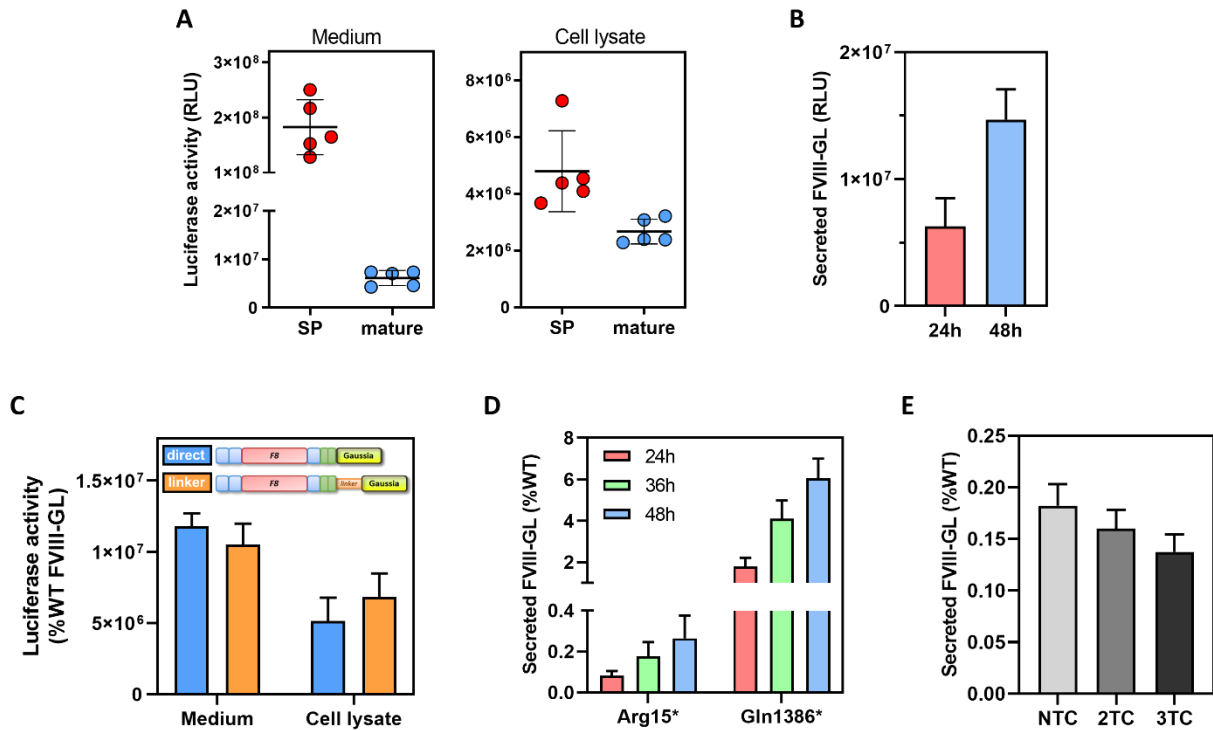 A
Medium
Cell lysate
Luciferase activity (RLU)
3×10⁸
2×10⁸
1×10⁸
2×10⁷
1×10⁷
0
SP
mature
8×10⁶
6×10⁶
4×10⁶
2×10⁶
0
SP
mature
B
Secreted FVIII-GL (RLU)
2×10⁷
1×10⁷
0
24h
48h
C
Luciferase activity
(%WT FVIII-GL)
direct
F8
Gaussia
linker
F8
linker
Gaussia
1.5×10⁷
1×10⁷
5×10⁶
0
Medium
Cell lysate
D
Secreted FVIII-GL (%WT)
8
6
4
2
0.4
0.2
0.0
24h
36h
48h
Arg15*
Gln1386*
E
Secreted FVIII-GL (%WT)
0.25
0.20
0.15
0.10
0.05
0.00
NTC
2TC
3TC